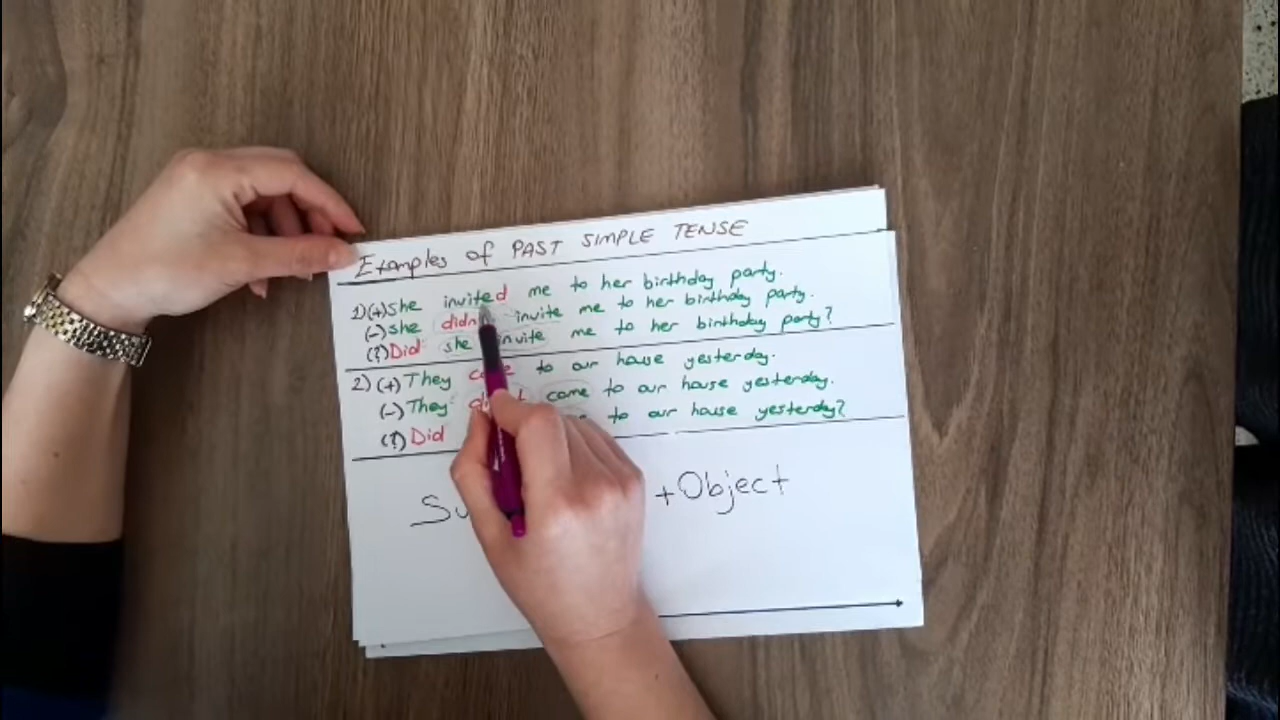 Examples of PAST SIMPLE TENSE
1) (+) She invited me to her birthday party.
(-) She invite me to her birthday party.
(?) Did she invite me to her birthday party?
2) (+) They to our house yesterday.
(-) They come to our house yesterday.
(?) Did to our house yesterday?
+Object